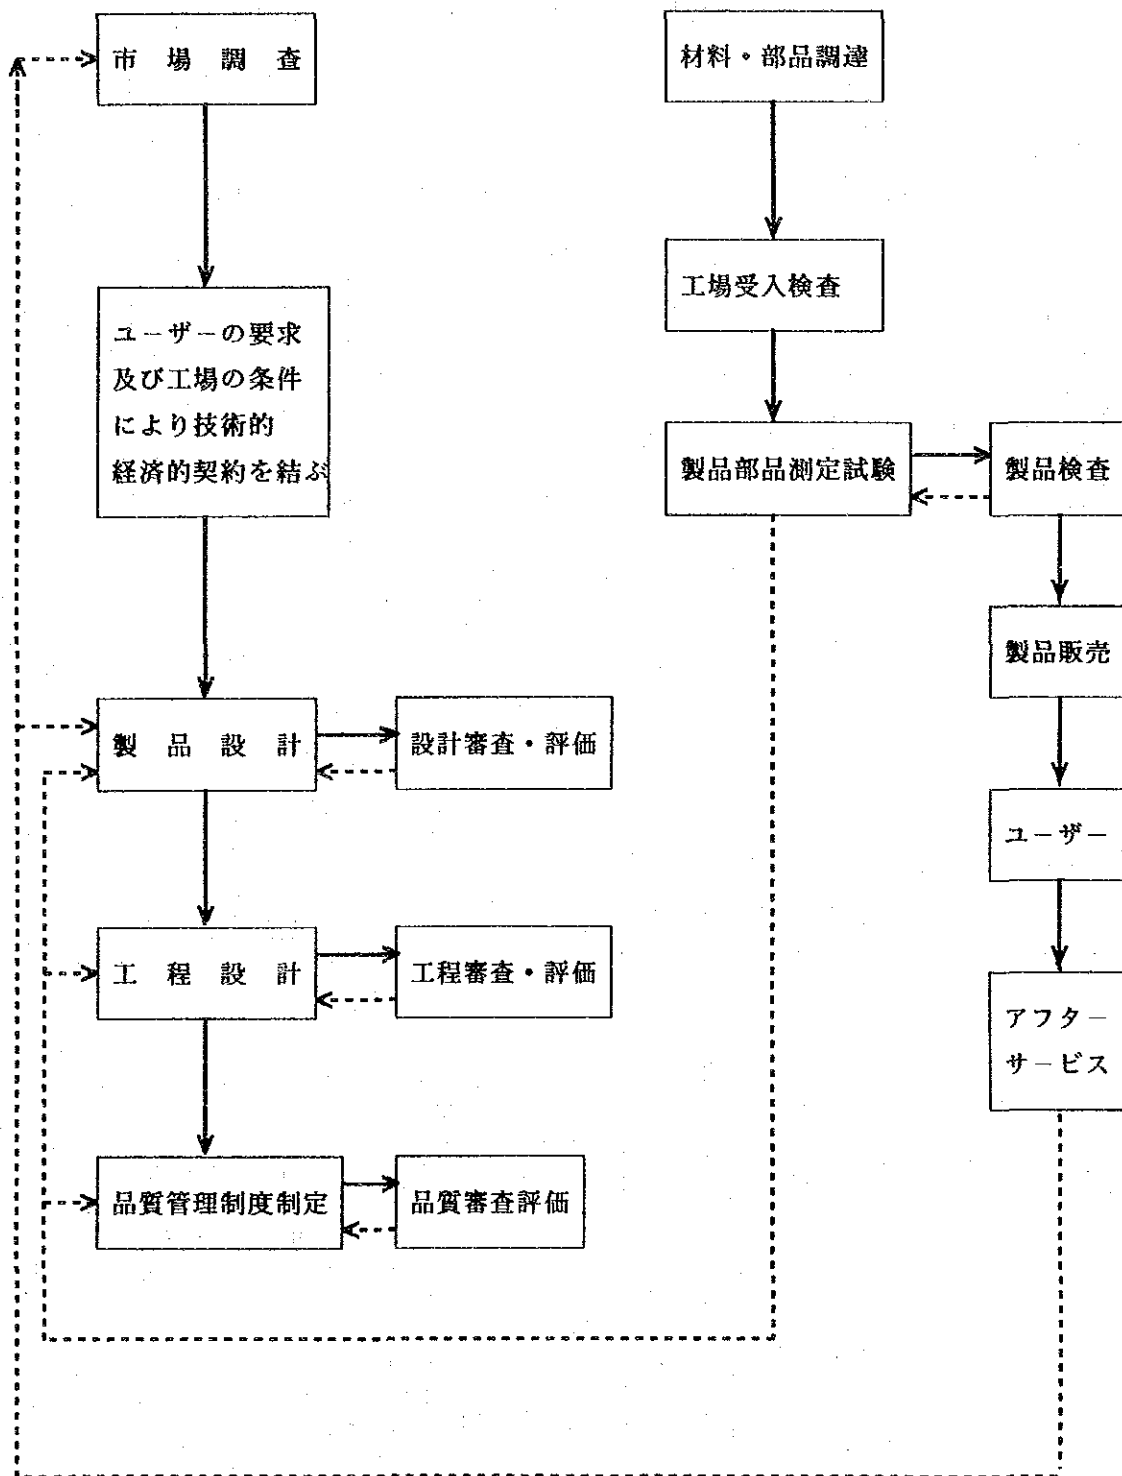 市場調査
ユーザーの要求
及び工場の条件
により技術的
経済的契約を結ぶ
製品設計
設計審査・評価
工程設計
工程審査・評価
品質管理制度制定
品質審査評価
材料・部品調達
工場受入検査
製品部品測定試験
製品検査
製品販売
ユーザー
アフター
サービス